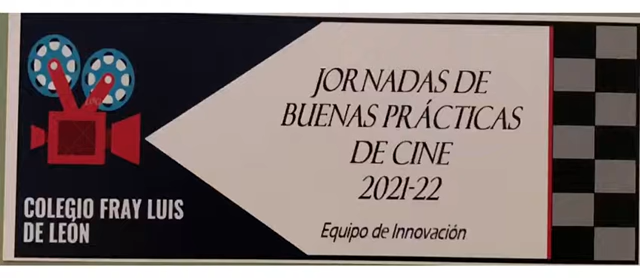 JORNADAS DE
BUENAS PRÁCTICAS
DE CINE
2021-22
Equipo de Innovación
COLEGIO FRAY LUIS
DE LEÓN